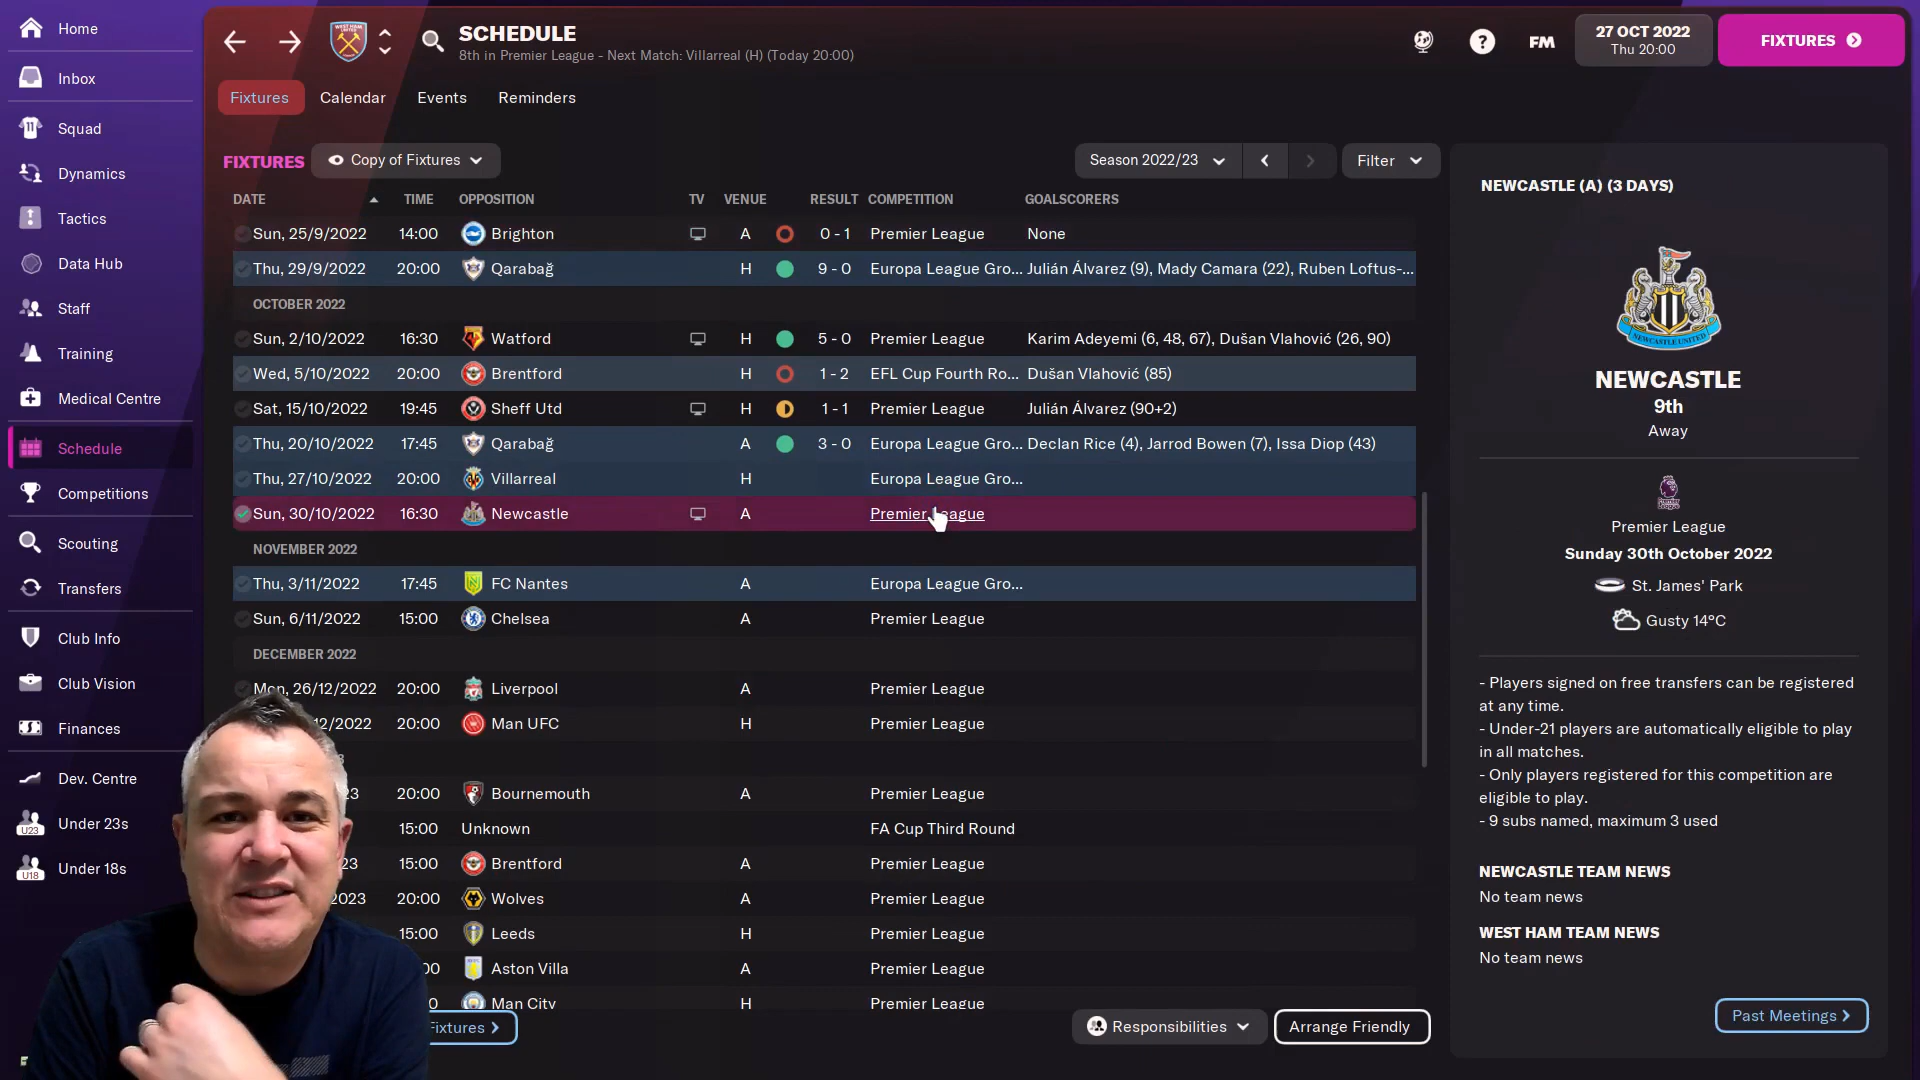 Home
Inbox
Squad
Dynamics
Tactics
Data Hub
Staff
Training
Medical Centre
Schedule
Competitions
Scouting
Transfers
Club Info
Club Vision
Finances
Dev. Centre
U23 Under 23s
U18 Under 18s
SCHEDULE
8th in Premier League - Next Match: Villarreal (H) (Today 20:00)
FM
27 OCT 2022
Thu 20:00
FIXTURES
Fixtures Calendar Events Reminders
FIXTURES Copy of Fixtures Season 2022/23 Filter
DATE TIME OPPOSITION TV VENUE RESULT COMPETITION GOALSCORERS
Sun, 25/9/2022 14:00 Brighton A 0 - 1 Premier League None
Thu, 29/9/2022 20:00 Qarabağ H 9 - 0 Europa League Gro... Julián Álvarez (9), Mady Camara (22), Ruben Loftus-...
OCTOBER 2022
Sun, 2/10/2022 16:30 Watford H 5 - 0 Premier League Karim Adeyemi (6, 48, 67), Dušan Vlahović (26, 90)
Wed, 5/10/2022 20:00 Brentford H 1 - 2 EFL Cup Fourth Ro... Dušan Vlahović (85)
Sat, 15/10/2022 19:45 Sheff Utd H 1 - 1 Premier League Julián Álvarez (90+2)
Thu, 20/10/2022 17:45 Qarabağ A 3 - 0 Europa League Gro... Declan Rice (4), Jarrod Bowen (7), Issa Diop (43)
Thu, 27/10/2022 20:00 Villarreal H Europa League Gro...
Sun, 30/10/2022 16:30 Newcastle A Premier League
NOVEMBER 2022
Thu, 3/11/2022 17:45 FC Nantes A Europa League Gro...
Sun, 6/11/2022 15:00 Chelsea A Premier League
DECEMBER 2022
Mon, 26/12/2022 20:00 Liverpool A Premier League
12/2022 20:00 Man UFC H Premier League
3
23 20:00 Bournemouth A Premier League
15:00 Unknown FA Cup Third Round
23 15:00 Brentford A Premier League
2023 20:00 Wolves A Premier League
15:00 Leeds H Premier League
00 Aston Villa A Premier League
0 Man City H Premier League
Fixtures
Responsibilities
Arrange Friendly
NEWCASTLE (A) (3 DAYS)
NEWCASTLE UNITED
NEWCASTLE
9th
Away
Premier League
Sunday 30th October 2022
St. James' Park
Gusty 14°C
- Players signed on free transfers can be registered
at any time.
- Under-21 players are automatically eligible to play
in all matches.
- Only players registered for this competition are
eligible to play.
- 9 subs named, maximum 3 used
NEWCASTLE TEAM NEWS
No team news
WEST HAM TEAM NEWS
No team news
Past Meetings